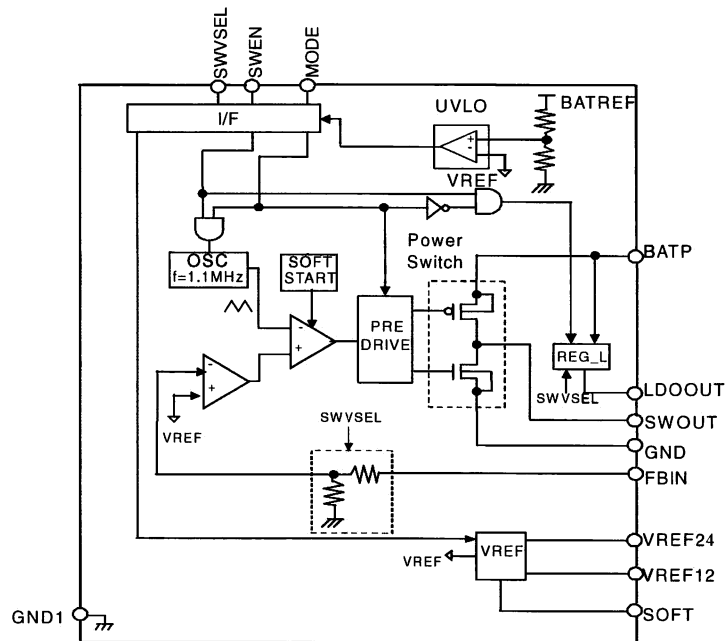 SWVSEL
SWEN
MODE
I/F
UVLO
BATREF
+
-
VREF
OSC
f=1.1MHz
SOFT
START
Power
Switch
BATP
-
+
PRE
DRIVE
REG_L
SWVSEL
LDOOUT
SWOUT
-
+
VREF
SWVSEL
GND
FBIN
VREF
VREF
VREF24
VREF12
SOFT
GND1